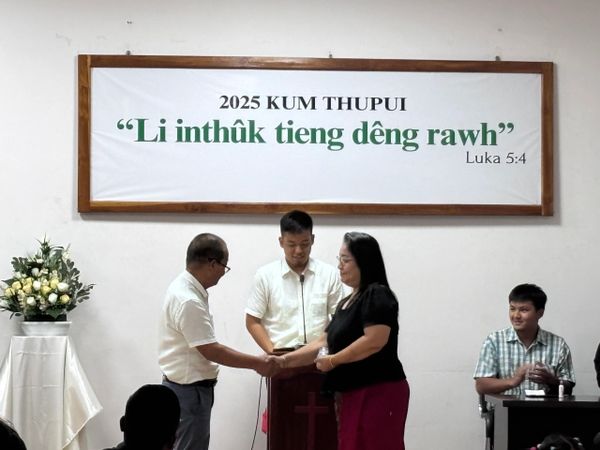 2025 KUM THUPUI
“Li inthûk tieng dêng rawh”
Luka 5:4